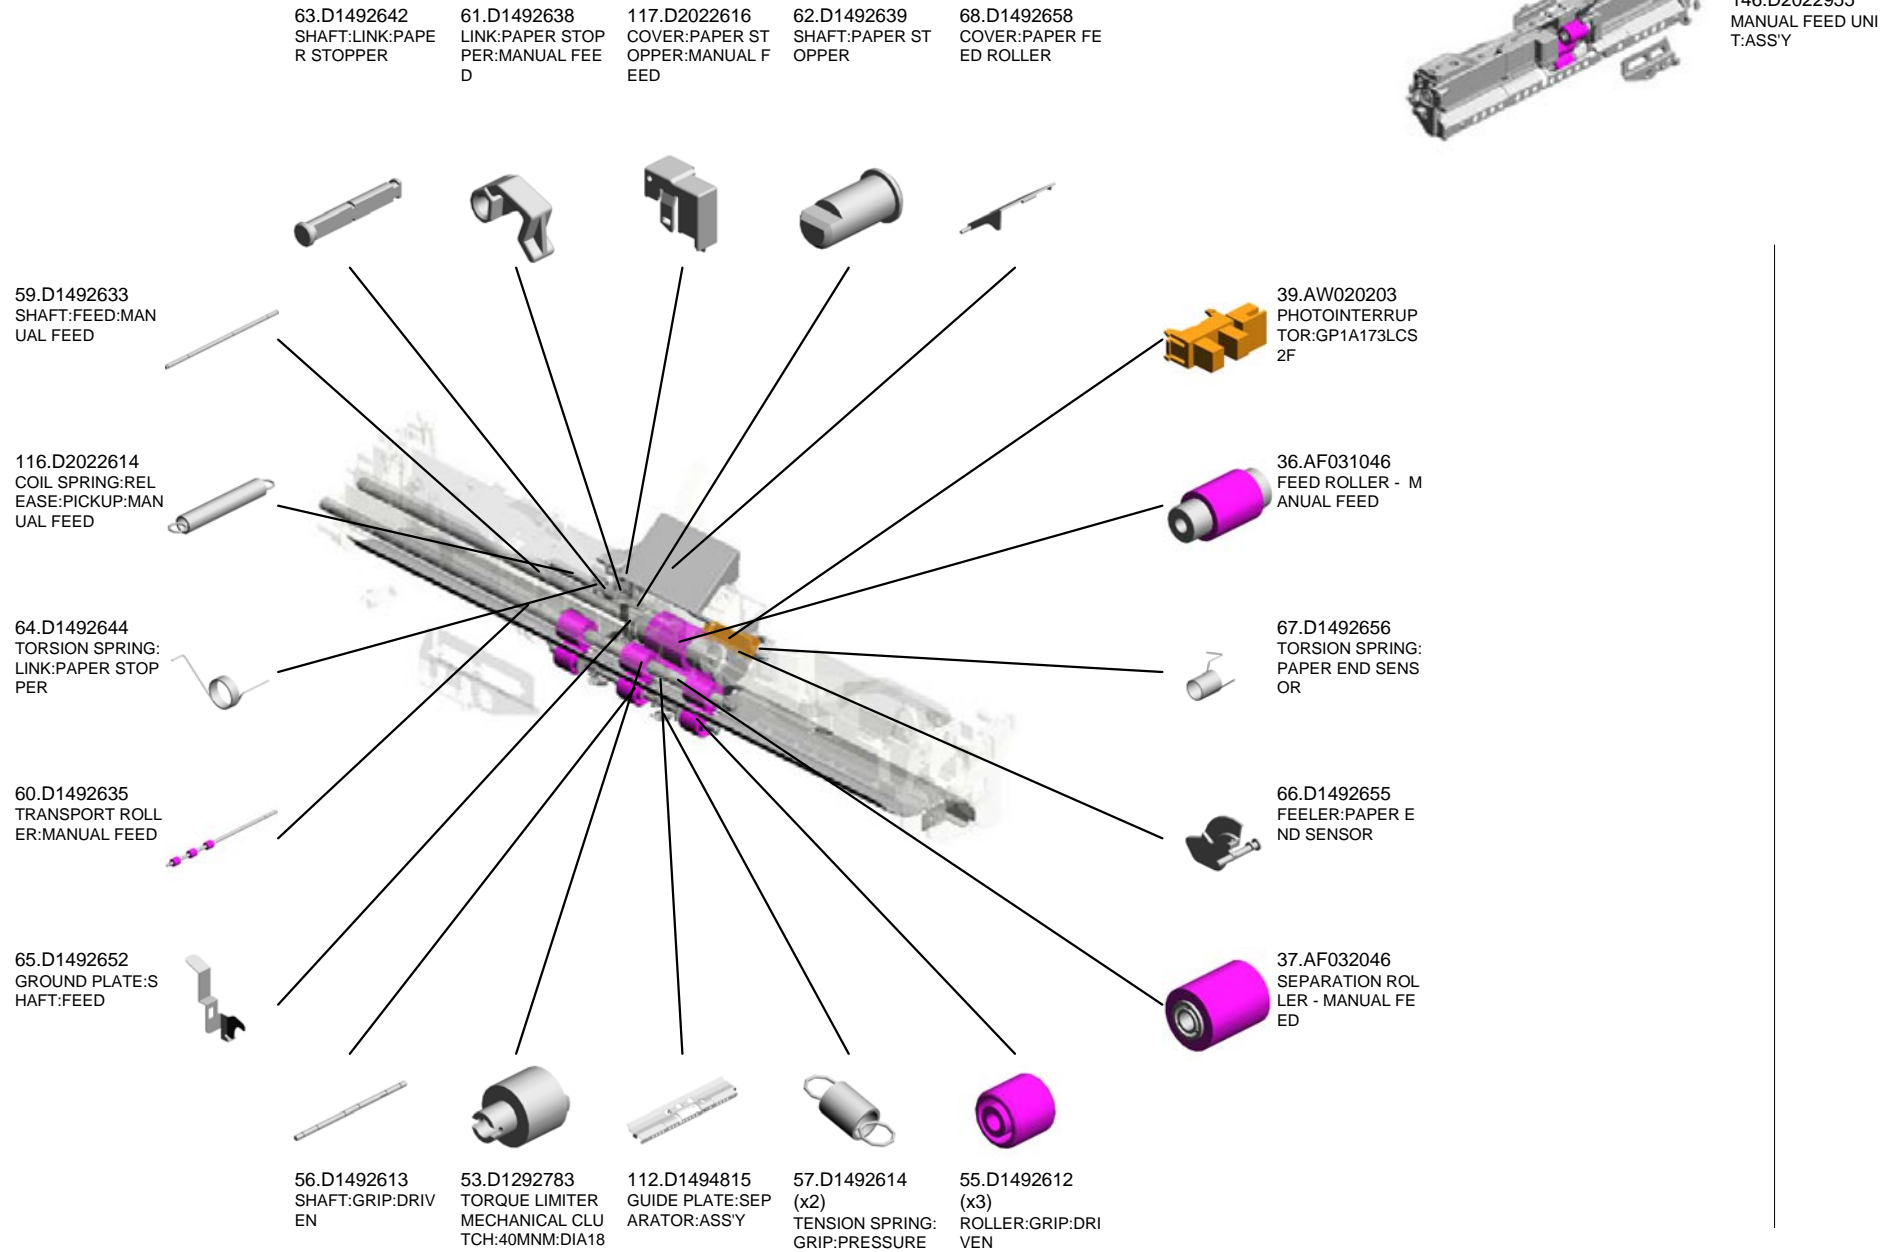 63.D1492642
SHAFT:LINK:PAPE
R STOPPER
61.D1492638
LINK:PAPER STOP
PER:MANUAL FEE
D
117.D2022616
COVER:PAPER ST
OPPER:MANUAL F
EED
62.D1492639
SHAFT:PAPER ST
OPPER
68.D1492658
COVER:PAPER FE
ED ROLLER
MANUAL FEED UNI
T:ASS'Y
59.D1492633
SHAFT:FEED:MAN
UAL FEED
39.AW020203
PHOTOINTERRUP
TOR:GP1A173LCS
2F
116.D2022614
COIL SPRING:REL
EASE:PICKUP:MAN
UAL FEED
36.AF031046
FEED ROLLER - M
ANUAL FEED
64.D1492644
TORSION SPRING:
LINK:PAPER STOP
PER
67.D1492656
TORSION SPRING:
PAPER END SENS
OR
60.D1492635
TRANSPORT ROLL
ER:MANUAL FEED
66.D1492655
FEELER:PAPER E
ND SENSOR
65.D1492652
GROUND PLATE:S
HAFT:FEED
37.AF032046
SEPARATION ROL
LER - MANUAL FE
ED
56.D1492613
SHAFT:GRIP:DRIV
EN
53.D1292783
TORQUE LIMITER
MECHANICAL CLU
TCH:40MNM:DIA18
112.D1494815
GUIDE PLATE:SEP
ARATOR:ASS'Y
57.D1492614
(x2)
TENSION SPRING:
GRIP:PRESSURE
55.D1492612
(x3)
ROLLER:GRIP:DRI
VEN